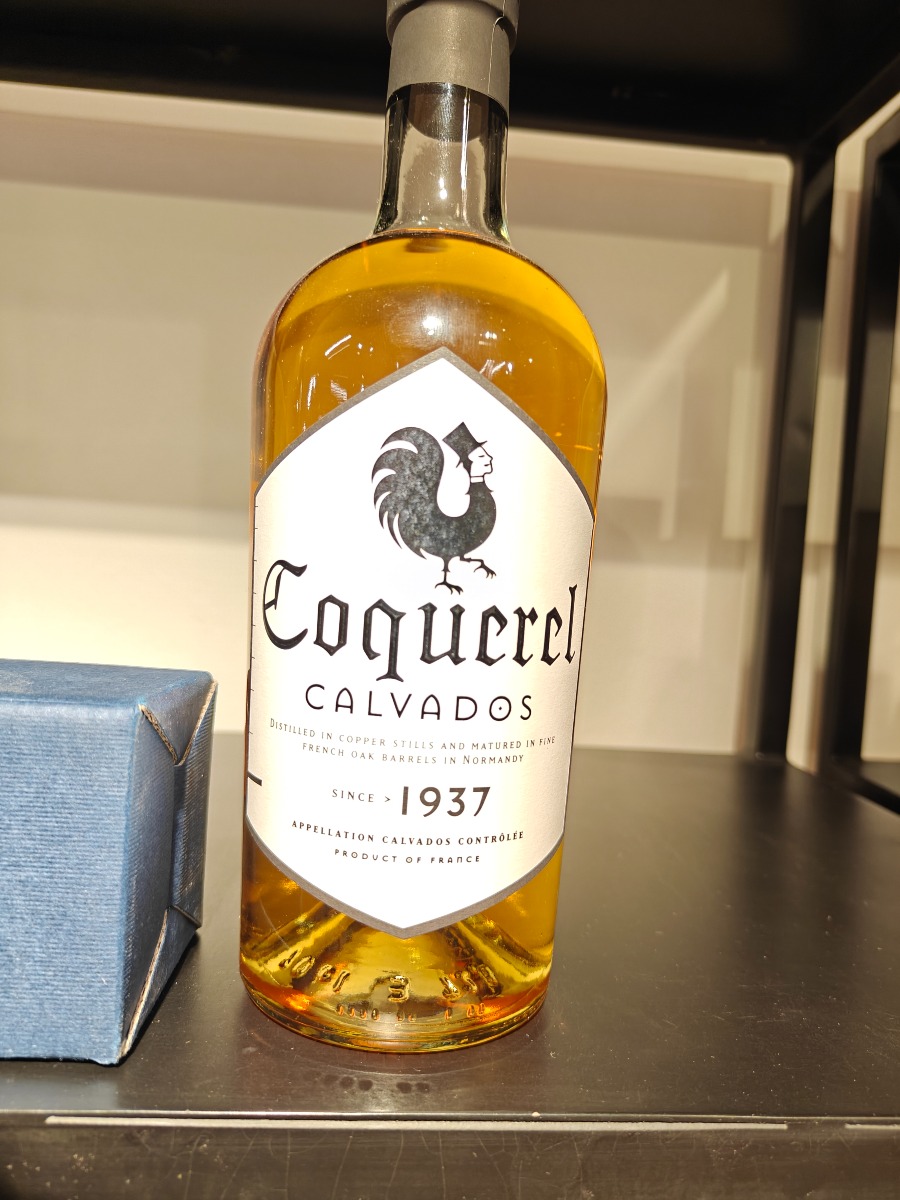 Coquerel
CALVADOS
DISTILLED IN COPPER STILLS AND MATURED IN FINE
FRENCH OAK BARRELS IN NORMANDY
SINCE > 1937
APPELLATION CALVADOS CONTRÔLÉE
PRODUCT OF FRANCE